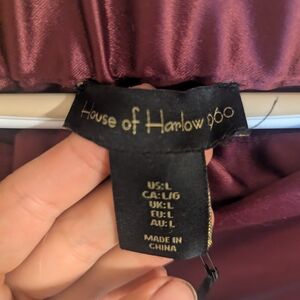 House of Harlow 1960
US:L
CA:L/G
UK:L
EU:L
AU:L
MADE IN
CHINA